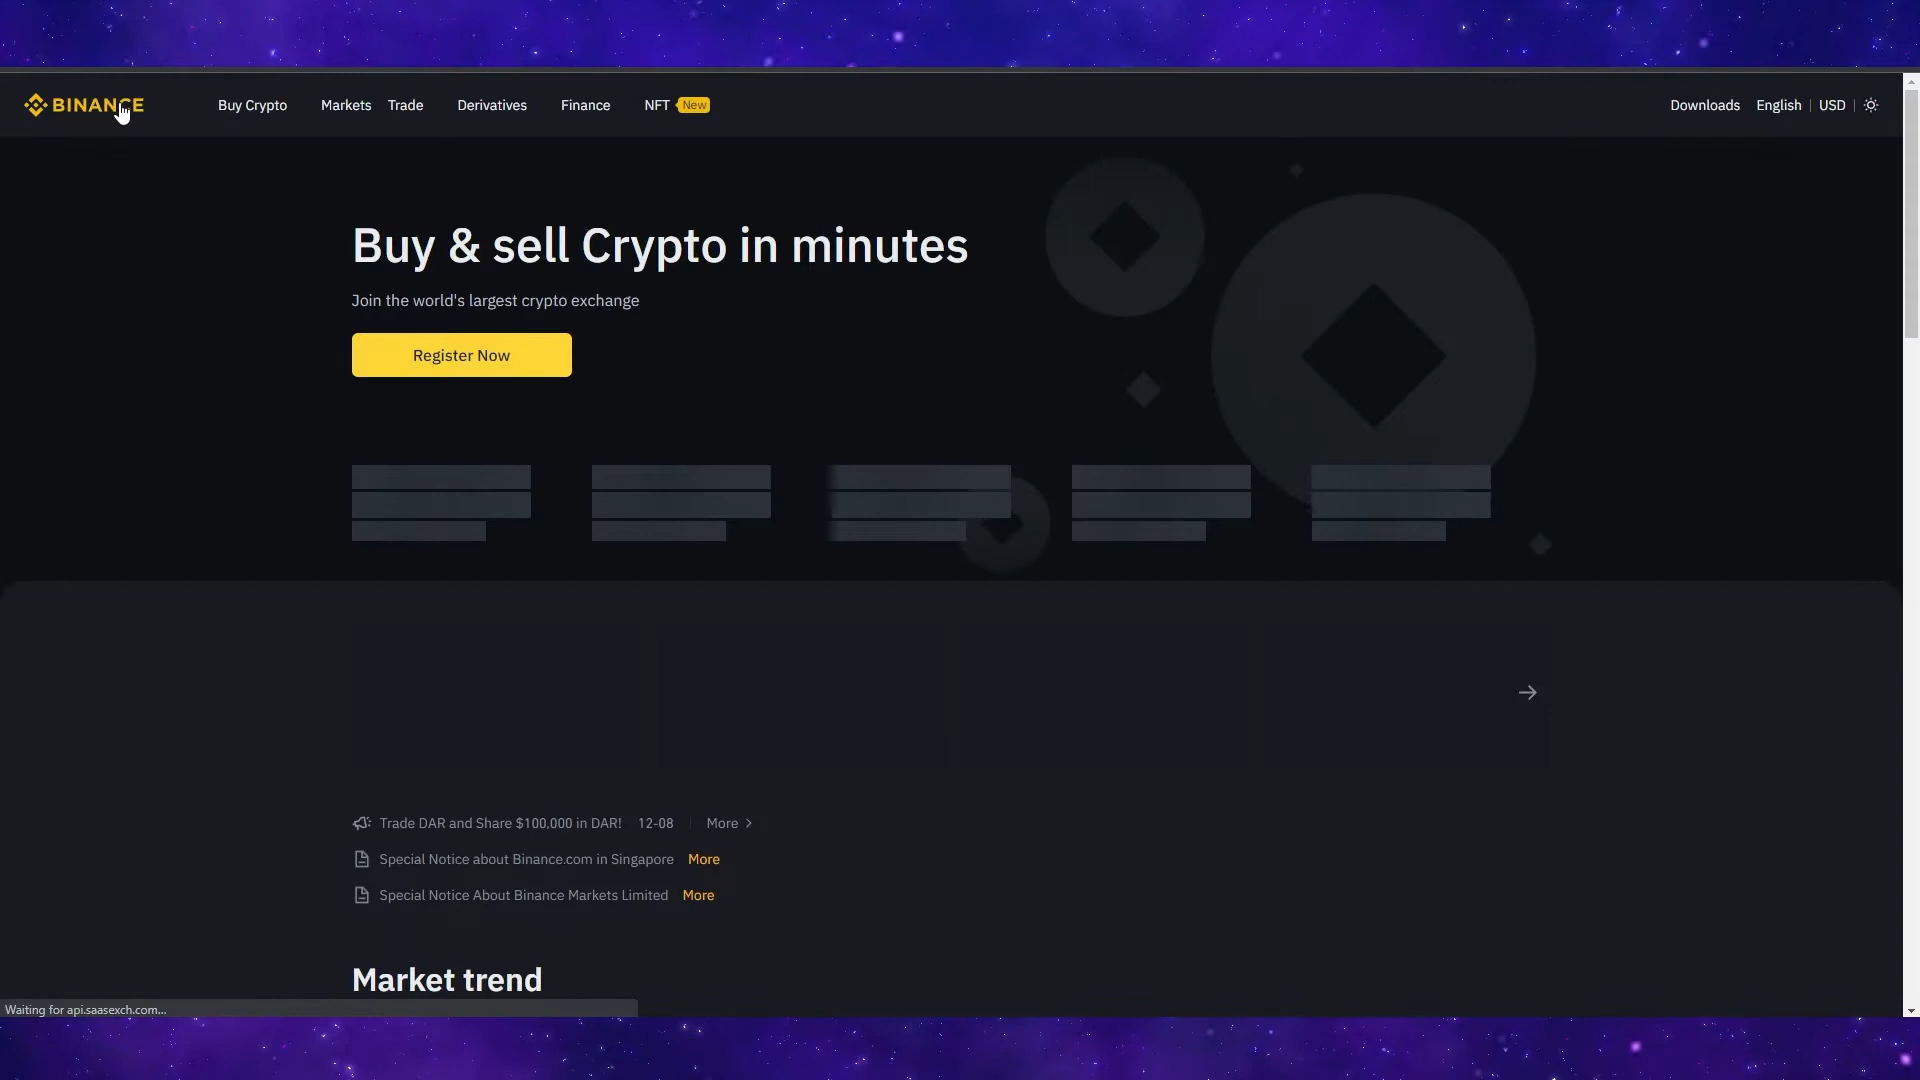 BINANCE
Buy Crypto Markets Trade Derivatives Finance NFT New Downloads English | USD
Buy & sell Crypto in minutes
Join the world's largest crypto exchange
Register Now
Trade DAR and Share $100,000 in DAR! 12-08 More
Special Notice about Binance.com in Singapore More
Special Notice About Binance Markets Limited More
Market trend
Waiting for api.saasexch.com...